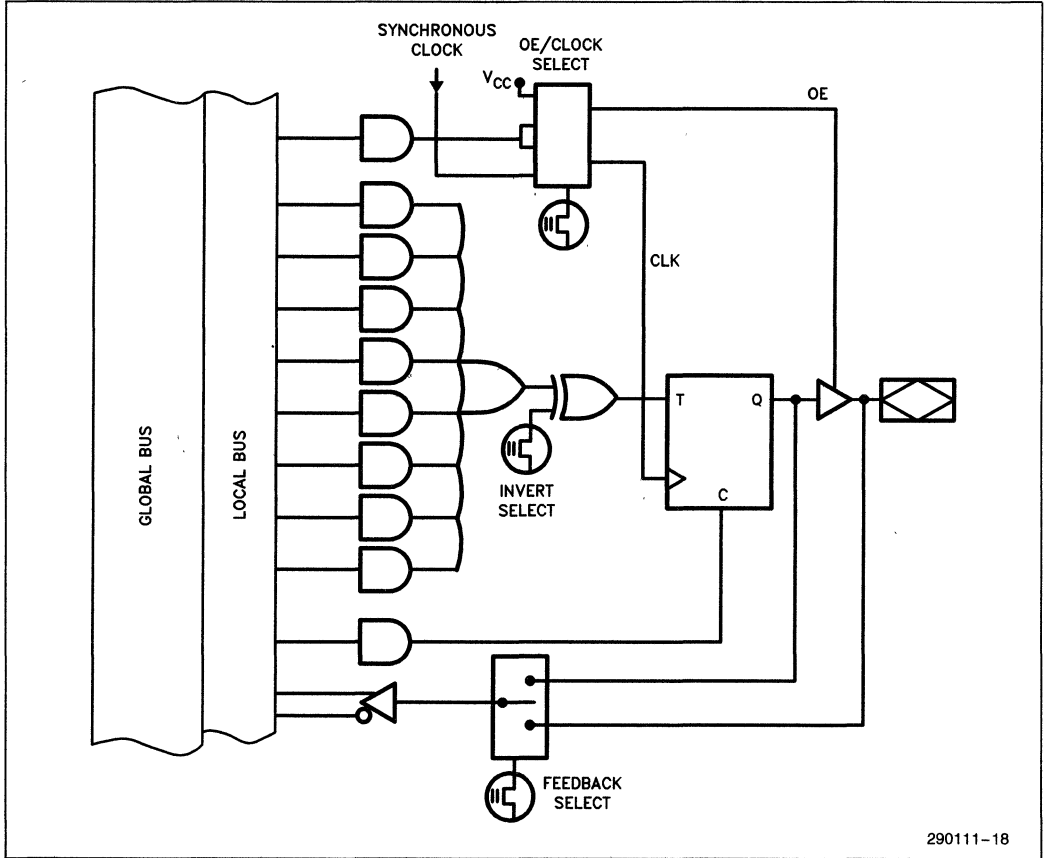 SYNCHRONOUS
CLOCK
OE/CLOCK
SELECT
VCC
OE
CLK
GLOBAL BUS
LOCAL BUS
INVERT
SELECT
T
Q
C
FEEDBACK
SELECT
290111-18